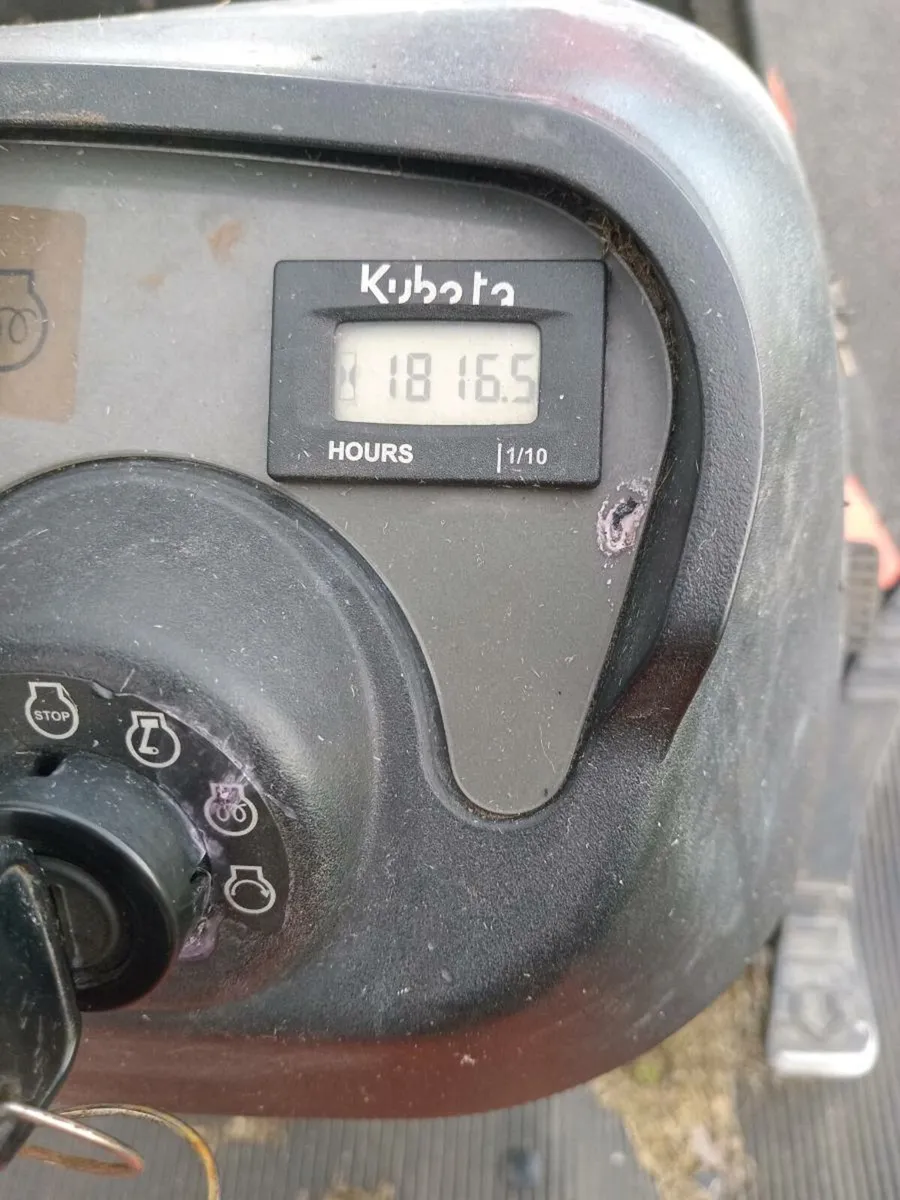 Kubota
1816.5
HOURS
1/10
STOP